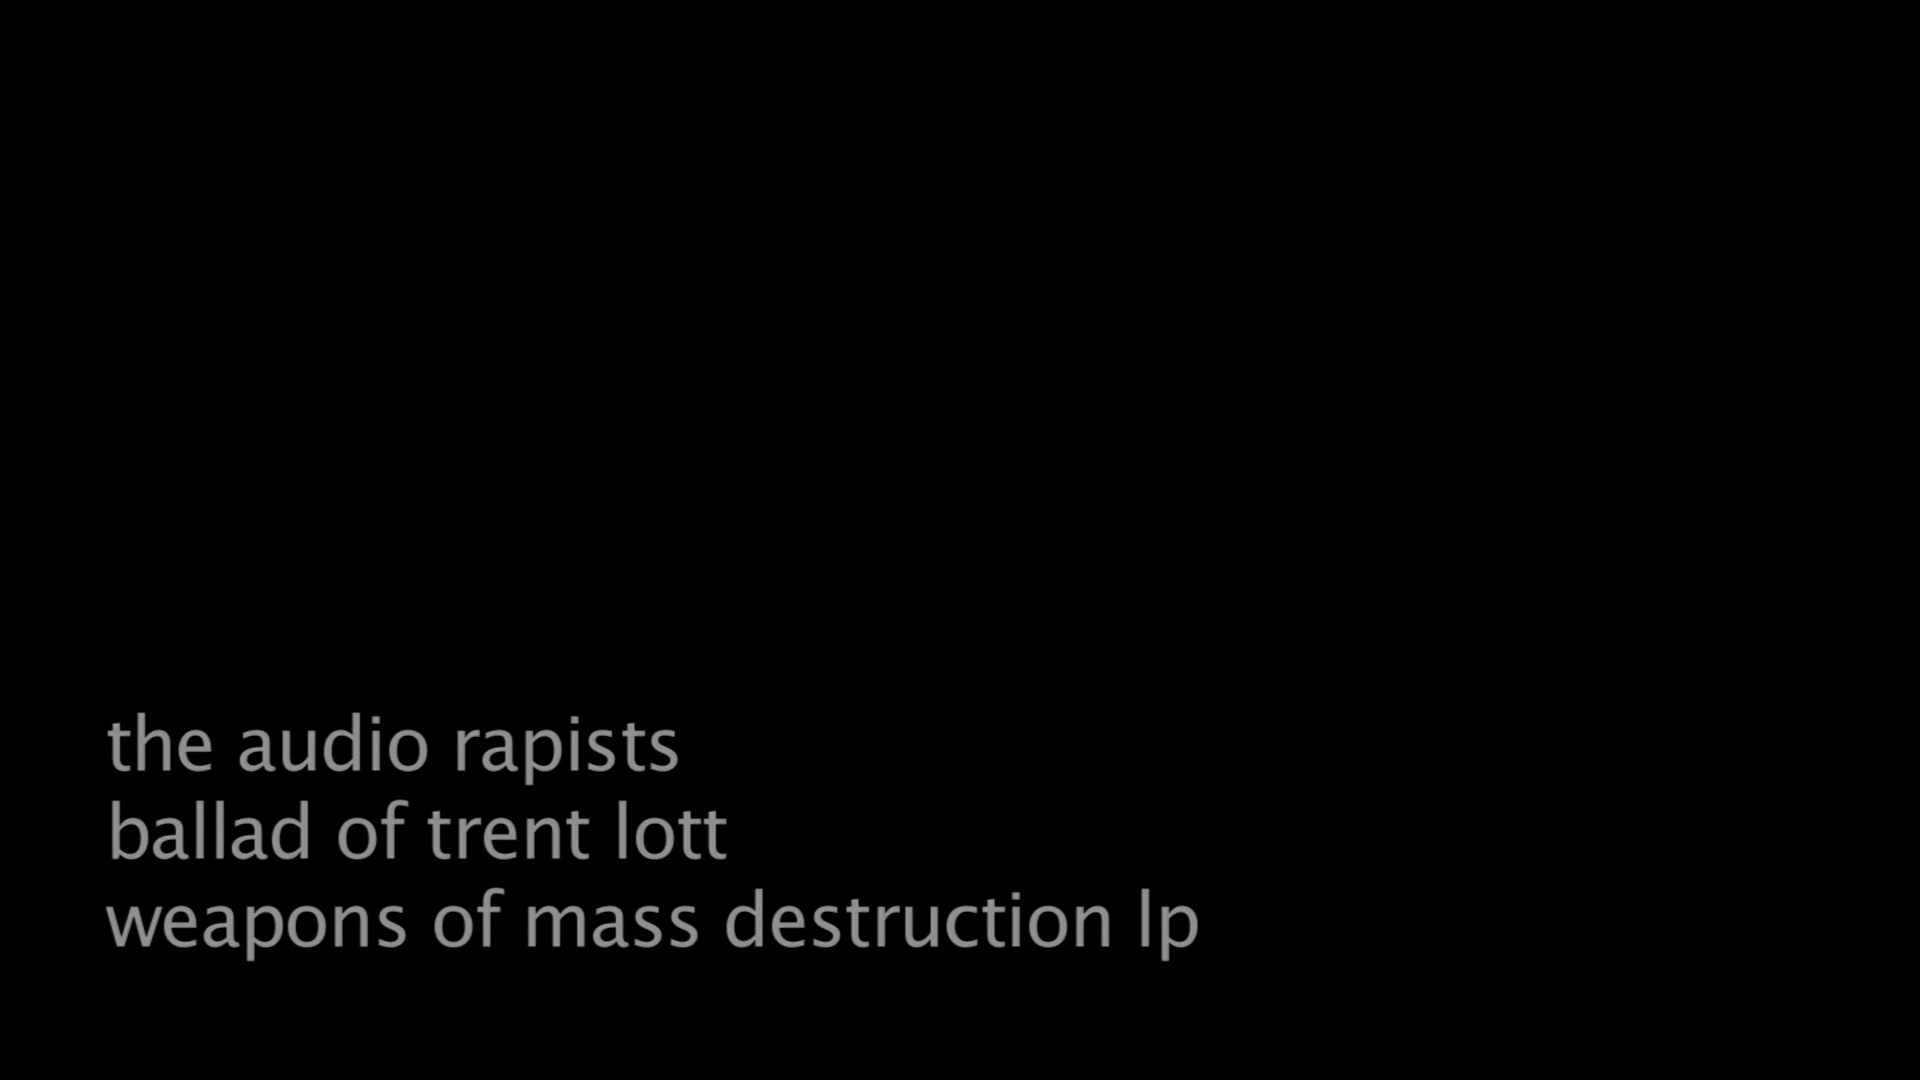 the audio rapists
ballad of trent lott
weapons of mass destruction lp